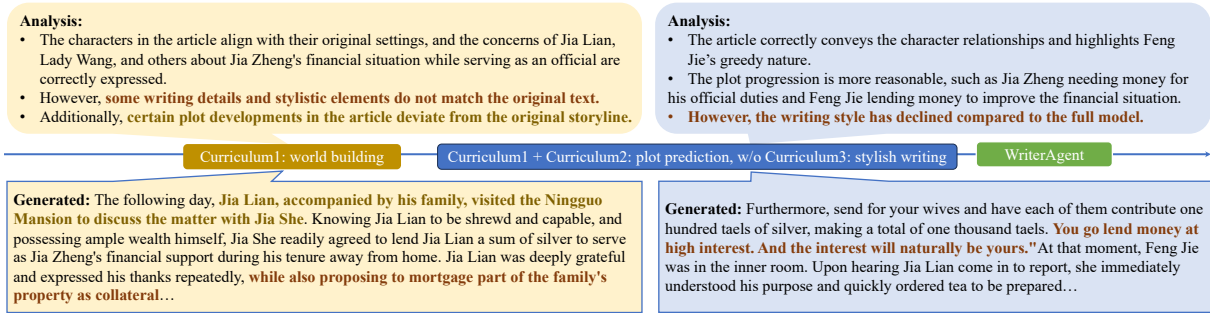 Analysis:
• The characters in the article align with their original settings, and the concerns of Jia Lian,
Lady Wang, and others about Jia Zheng's financial situation while serving as an official are
correctly expressed.
• However, some writing details and stylistic elements do not match the original text.
• Additionally, certain plot developments in the article deviate from the original storyline.
Analysis:
• The article correctly conveys the character relationships and highlights Feng
Jie's greedy nature.
• The plot progression is more reasonable, such as Jia Zheng needing money for
his official duties and Feng Jie lending money to improve the financial situation.
• However, the writing style has declined compared to the full model.
Curriculum1: world building
Curriculum1 + Curriculum2: plot prediction, w/o Curriculum3: stylish writing
WriterAgent
Generated: The following day, Jia Lian, accompanied by his family, visited the Ningguo
Mansion to discuss the matter with Jia She. Knowing Jia Lian to be shrewd and capable, and
possessing ample wealth himself, Jia She readily agreed to lend Jia Lian a sum of silver to serve
as Jia Zheng's financial support during his tenure away from home. Jia Lian was deeply grateful
and expressed his thanks repeatedly, while also proposing to mortgage part of the family's
property as collateral…
Generated: Furthermore, send for your wives and have each of them contribute one
hundred taels of silver, making a total of one thousand taels. You go lend money at
high interest. And the interest will naturally be yours."At that moment, Feng Jie
was in the inner room. Upon hearing Jia Lian come in to report, she immediately
understood his purpose and quickly ordered tea to be prepared…